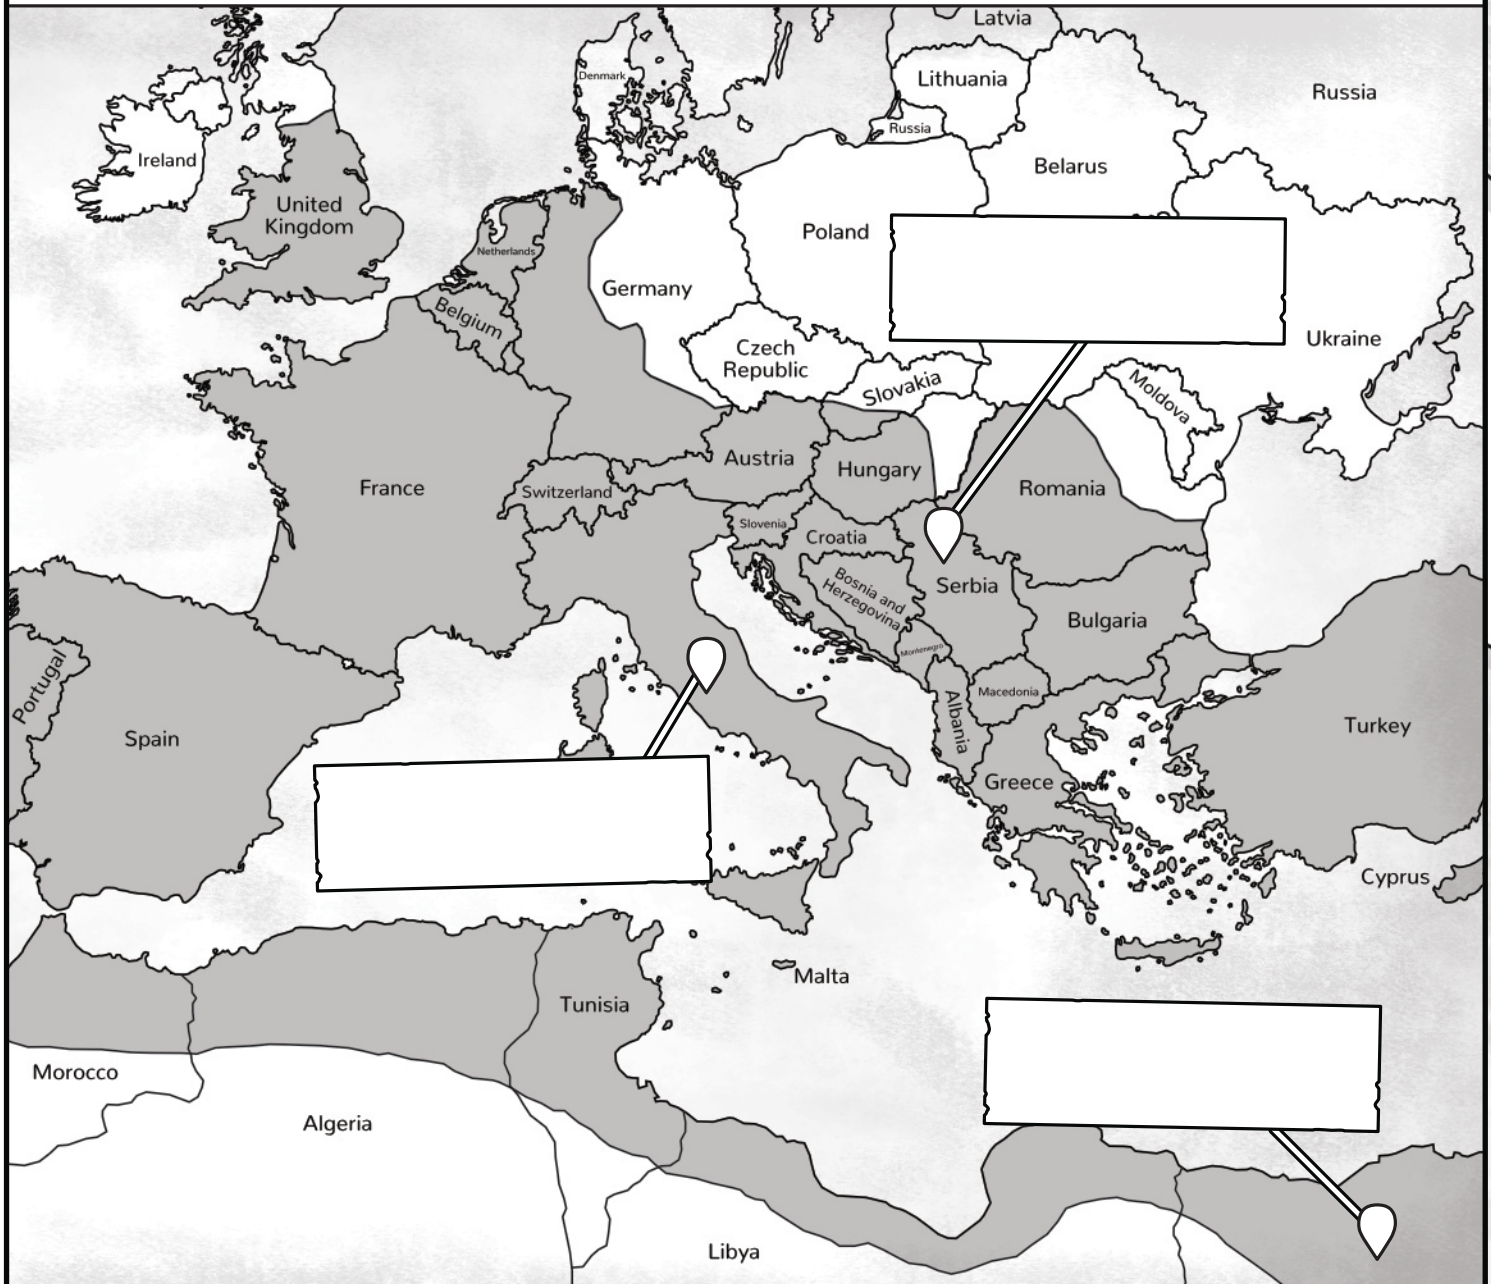 Latvia
Denmark
Lithuania
Russia
Russia
Ireland
Belarus
United
Kingdom
Netherlands
Poland
Germany
Belgium
Ukraine
Czech
Republic
Slovakia
Moldova
Austria
Hungary
France
Switzerland
Romania
Slovenia
Croatia
Bosnia and
Herzegovina
Serbia
Bulgaria
Montenegro
Portugal
Macedonia
Albania
Spain
Turkey
Greece
Cyprus
Malta
Tunisia
Morocco
Algeria
Libya